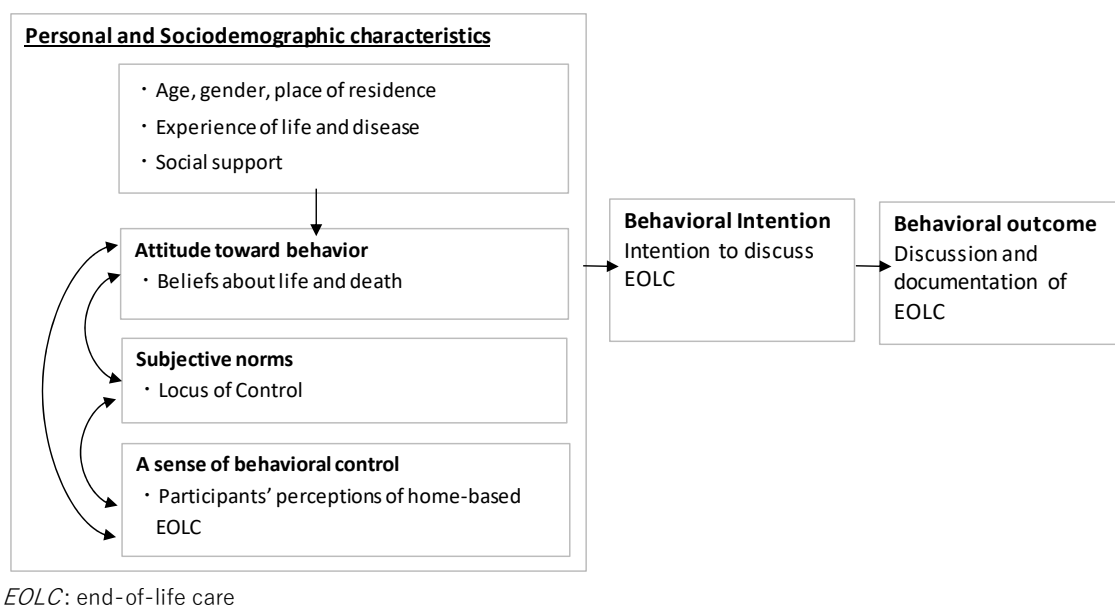 Personal and Sociodemographic characteristics
・Age, gender, place of residence
・Experience of life and disease
・Social support
Attitude toward behavior
・Beliefs about life and death
Subjective norms
・Locus of Control
A sense of behavioral control
・Participants’ perceptions of home-based
EOLC
Behavioral Intention
Intention to discuss
EOLC
Behavioral outcome
Discussion and
documentation of
EOLC
EOLC: end-of-life care